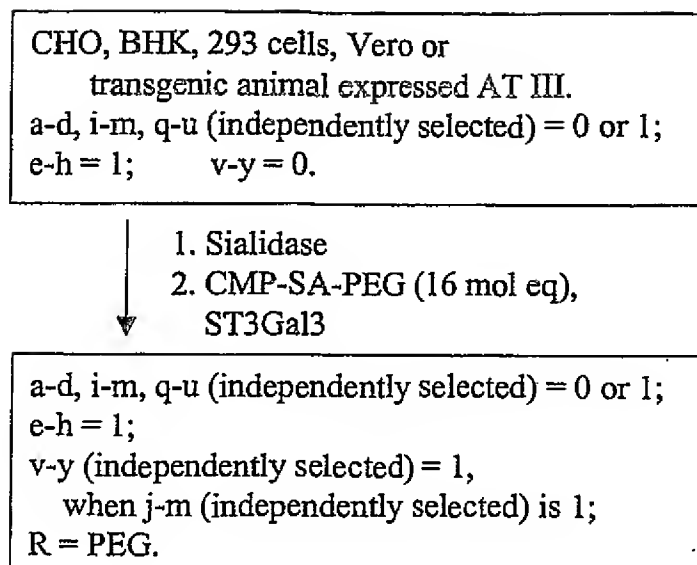 CHO, BHK, 293 cells, Vero or
transgenic animal expressed AT III.
a-d, i-m, q-u (independently selected) = 0 or 1;
e-h = 1; v-y = 0.
1. Sialidase
2. CMP-SA-PEG (16 mol eq),
ST3Gal3
a-d, i-m, q-u (independently selected) = 0 or 1;
e-h = 1;
v-y (independently selected) = 1,
when j-m (independently selected) is 1;
R = PEG.